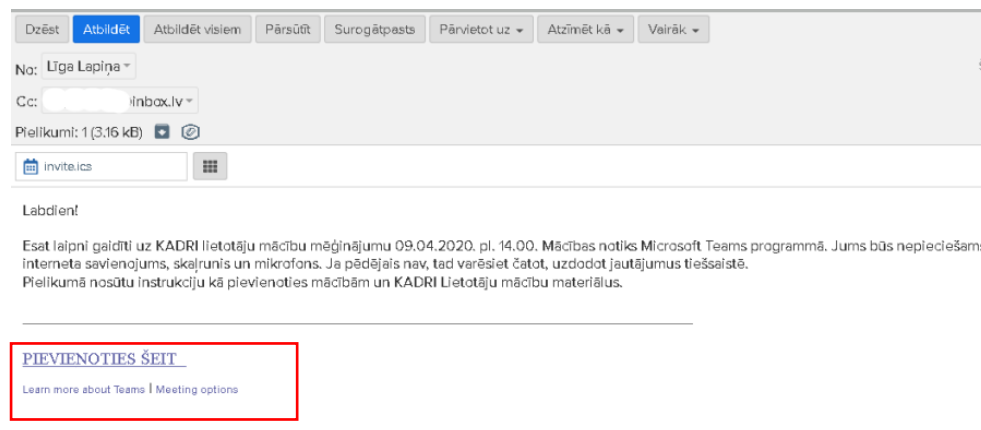 Dzēst Atbildēt Atbildēt visiem Pārsūtīt Surogātpasts Pārvietot uz Atzīmēt kā Vairāk
No: Līga Lapiņa
Cc: inbox.lv
Pielikumi: 1 (3.16 kB)
invite.ics
Labdien!
Esat laipni gaidīti uz KADRI lietotāju mācību mēģinājumu 09.04.2020. pl. 14.00. Mācības notiks Microsoft Teams programmā. Jums būs nepieciešams
interneta savienojums, skaļrunis un mikrofons. Ja pēdējais nav, tad varēsiet čatot, uzdodot jautājumus tiešsaistē.
Pielikumā nosūtu instrukciju kā pievienoties mācībām un KADRI Lietotāju mācību materiālus.
PIEVIENOTIES ŠEIT
Learn more about Teams | Meeting options